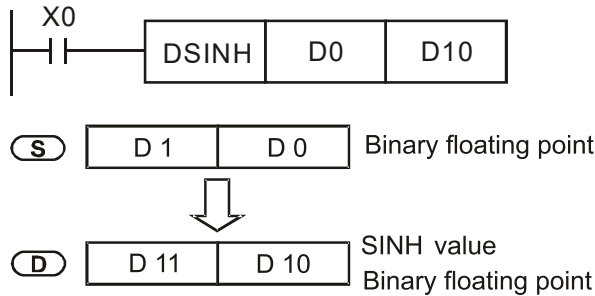 X0
DSINH D0 D10
S D 1 D 0 Binary floating point
D D 11 D 10 SINH value
Binary floating point